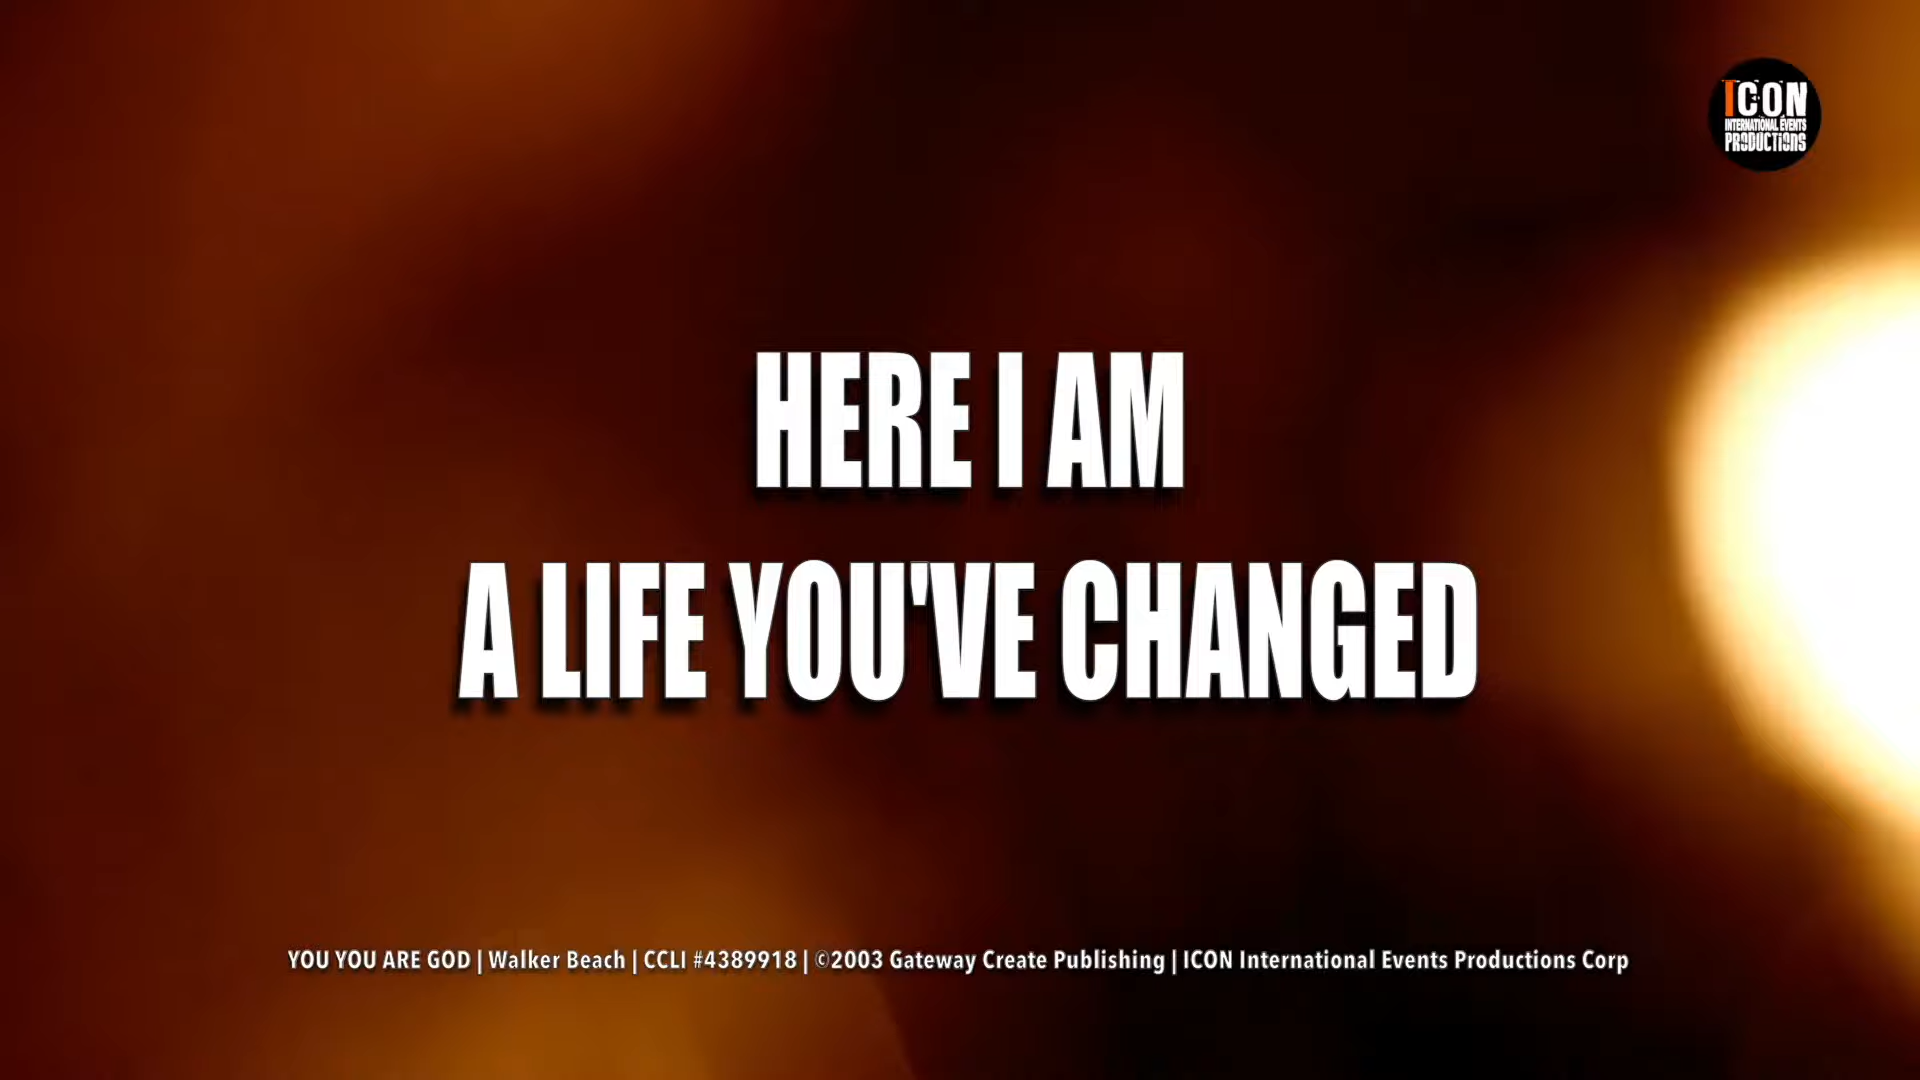 ICON
INTERNATIONAL EVENTS
PRODUCTIONS
HERE I AM
A LIFE YOU'VE CHANGED
YOU YOU ARE GOD | Walker Beach | CCLI #4389918 | ©2003 Gateway Create Publishing | ICON International Events Productions Corp